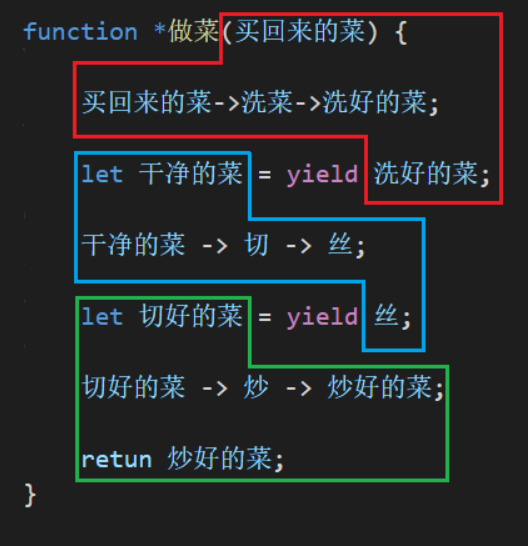 function *做菜(买回来的菜) {
买回来的菜->洗菜->洗好的菜;
let 干净的菜 = yield 洗好的菜;
干净的菜 -> 切 -> 丝;
let 切好的菜 = yield 丝;
切好的菜 -> 炒 -> 炒好的菜;
retun 炒好的菜;
}